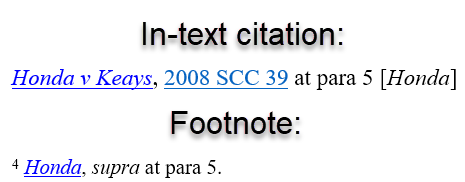 In-text citation:
Honda v Keays, 2008 SCC 39 at para 5 [Honda]
Footnote:
4 Honda, supra at para 5.